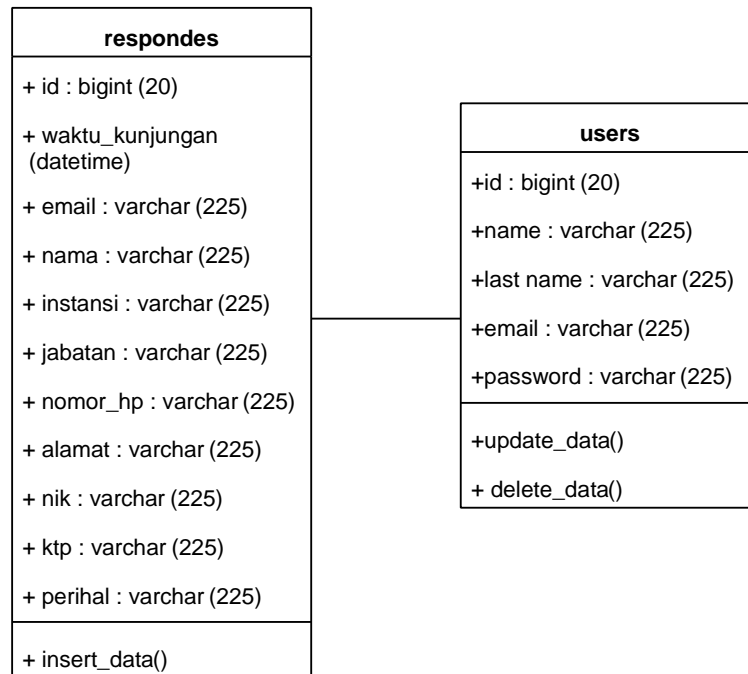 respondes
+ id : bigint (20)
+ waktu_kunjungan
(datetime)
+ email : varchar (225)
+ nama : varchar (225)
+ instansi : varchar (225)
+ jabatan : varchar (225)
+ nomor_hp : varchar (225)
+ alamat : varchar (225)
+ nik : varchar (225)
+ ktp : varchar (225)
+ perihal : varchar (225)
+ insert_data()
users
+id : bigint (20)
+name : varchar (225)
+last name : varchar (225)
+email : varchar (225)
+password : varchar (225)
+update_data()
+ delete_data()